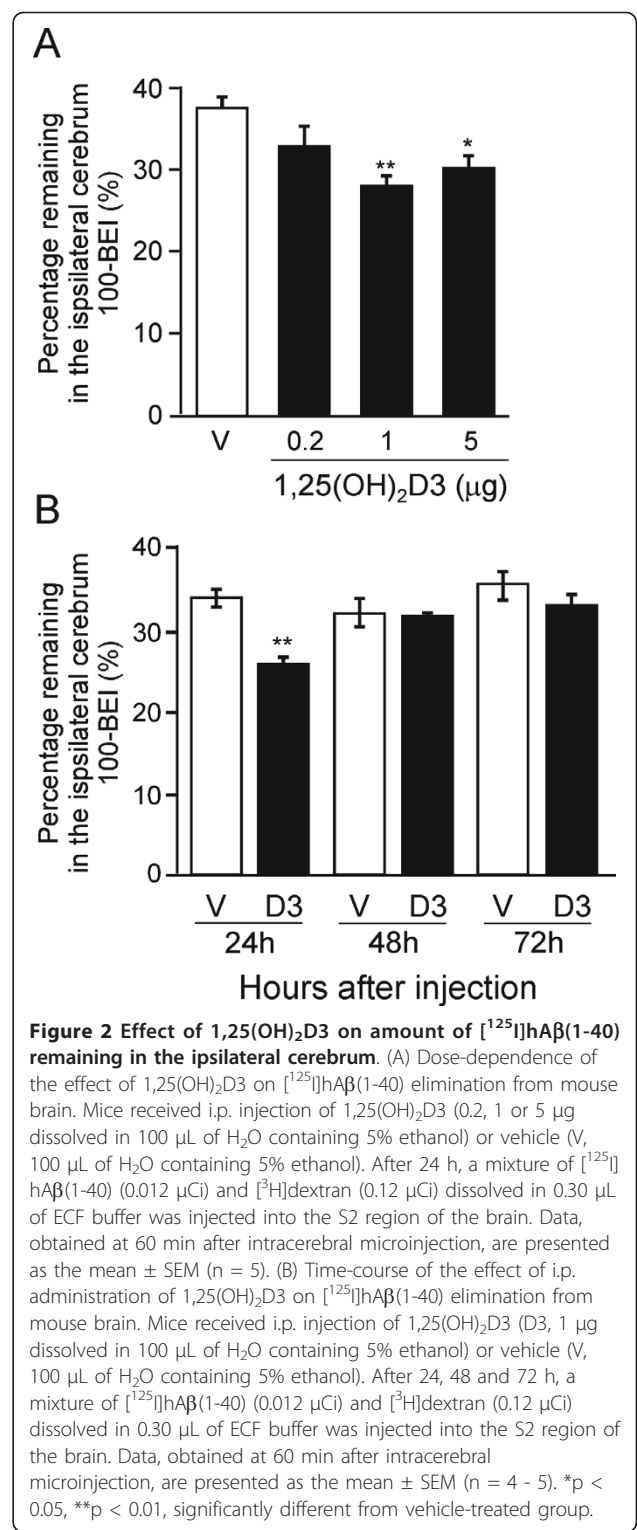 A
Percentage remaining
in the ispsilateral cerebrum
100-BEI (%)
40
30
20
10
0
**
*
V
0.2
1
5
1,25(OH)₂D3 (μg)
B
Percentage remaining
in the ispsilateral cerebrum
100-BEI (%)
40
30
20
10
0
**
V D3 V D3 V D3
24h 48h 72h
Hours after injection
Figure 2 Effect of 1,25(OH)₂D3 on amount of [¹²⁵I]hAβ(1-40)
remaining in the ipsilateral cerebrum. (A) Dose-dependence of
the effect of 1,25(OH)₂D3 on [¹²⁵I]hAβ(1-40) elimination from mouse
brain. Mice received i.p. injection of 1,25(OH)₂D3 (0.2, 1 or 5 μg
dissolved in 100 μL of H₂O containing 5% ethanol) or vehicle (V,
100 μL of H₂O containing 5% ethanol). After 24 h, a mixture of [¹²⁵I]
hAβ(1-40) (0.012 μCi) and [³H]dextran (0.12 μCi) dissolved in 0.30 μL
of ECF buffer was injected into the S2 region of the brain. Data,
obtained at 60 min after intracerebral microinjection, are presented
as the mean ± SEM (n = 5). (B) Time-course of the effect of i.p.
administration of 1,25(OH)₂D3 on [¹²⁵I]hAβ(1-40) elimination from
mouse brain. Mice received i.p. injection of 1,25(OH)₂D3 (D3, 1 μg
dissolved in 100 μL of H₂O containing 5% ethanol) or vehicle (V,
100 μL of H₂O containing 5% ethanol). After 24, 48 and 72 h, a
mixture of [¹²⁵I]hAβ(1-40) (0.012 μCi) and [³H]dextran (0.12 μCi)
dissolved in 0.30 μL of ECF buffer was injected into the S2 region of
the brain. Data, obtained at 60 min after intracerebral
microinjection, are presented as the mean ± SEM (n = 4 - 5). *p <
0.05, **p < 0.01, significantly different from vehicle-treated group.